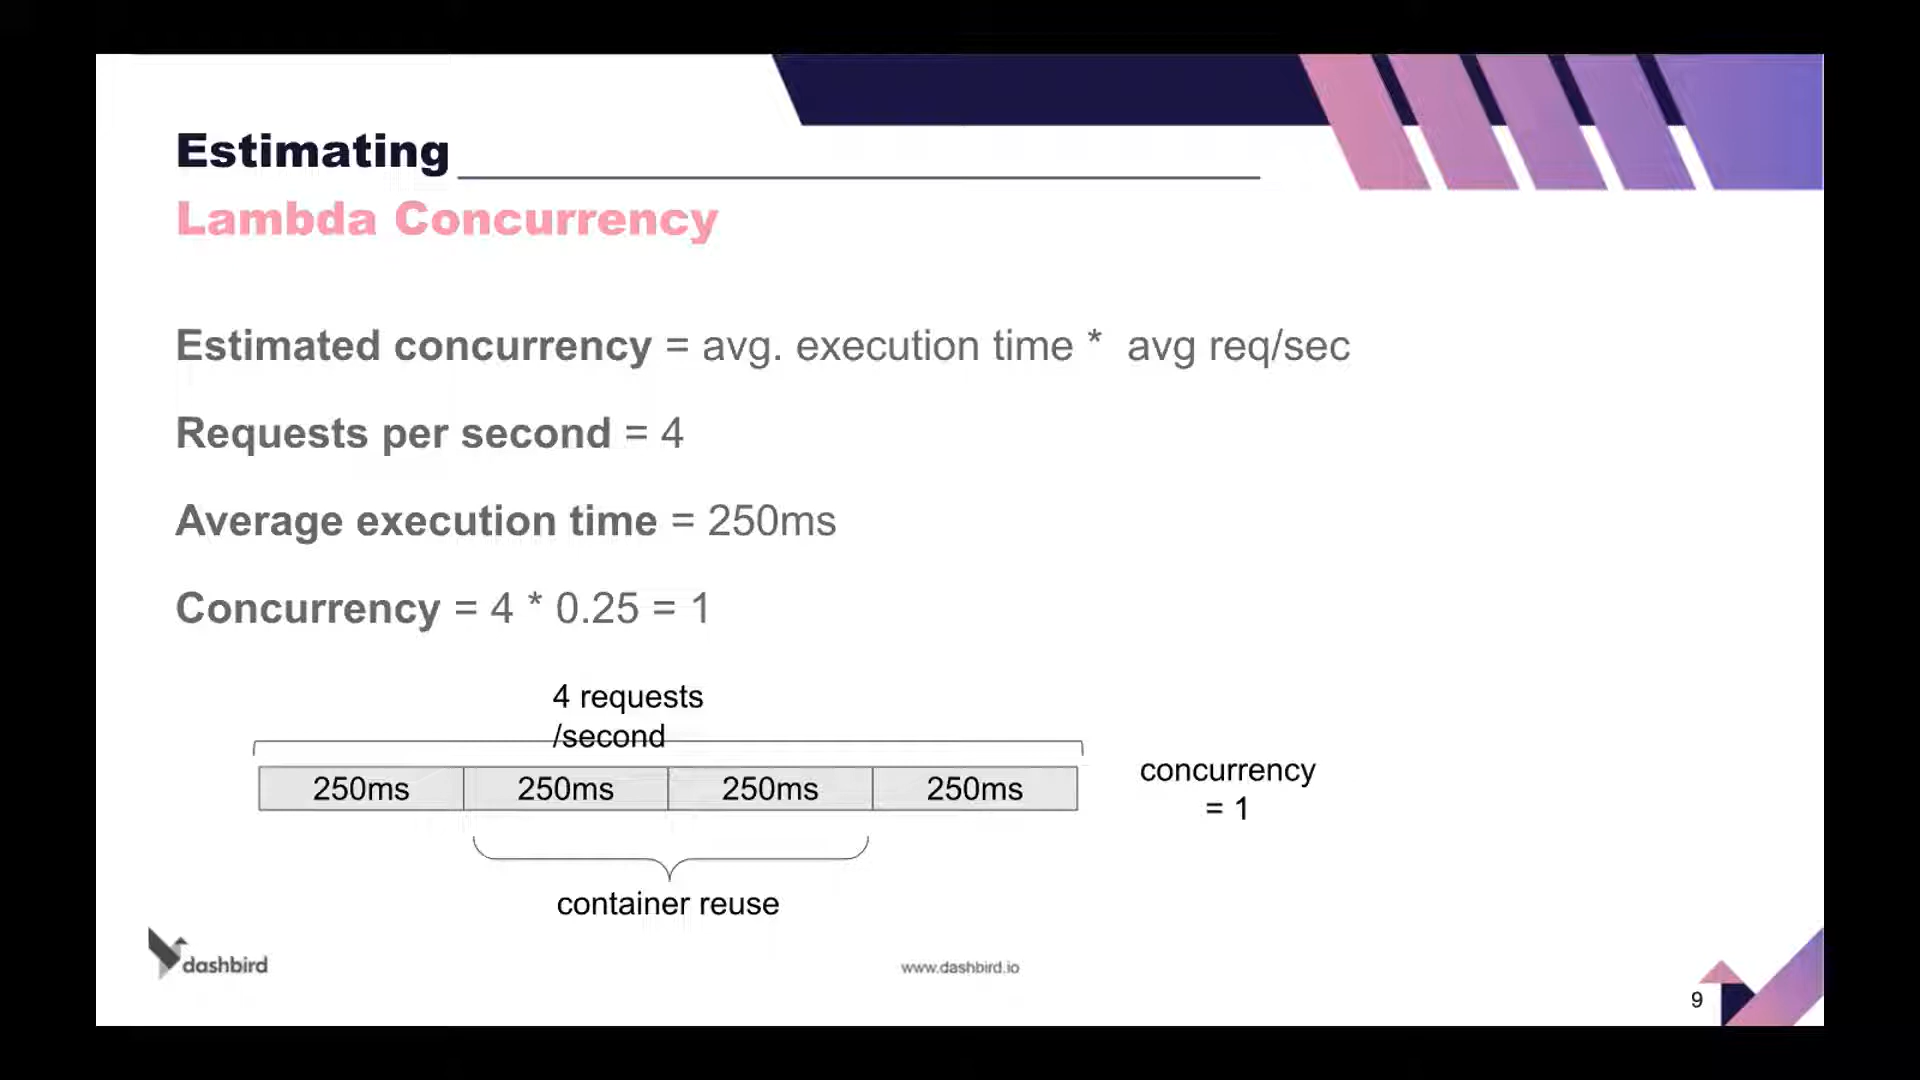 Estimating
Lambda Concurrency
Estimated concurrency = avg. execution time * avg req/sec
Requests per second = 4
Average execution time = 250ms
Concurrency = 4 * 0.25 = 1
4 requests
/second
250ms 250ms 250ms 250ms
concurrency
= 1
container reuse
dashbird
www.dashbird.io
9